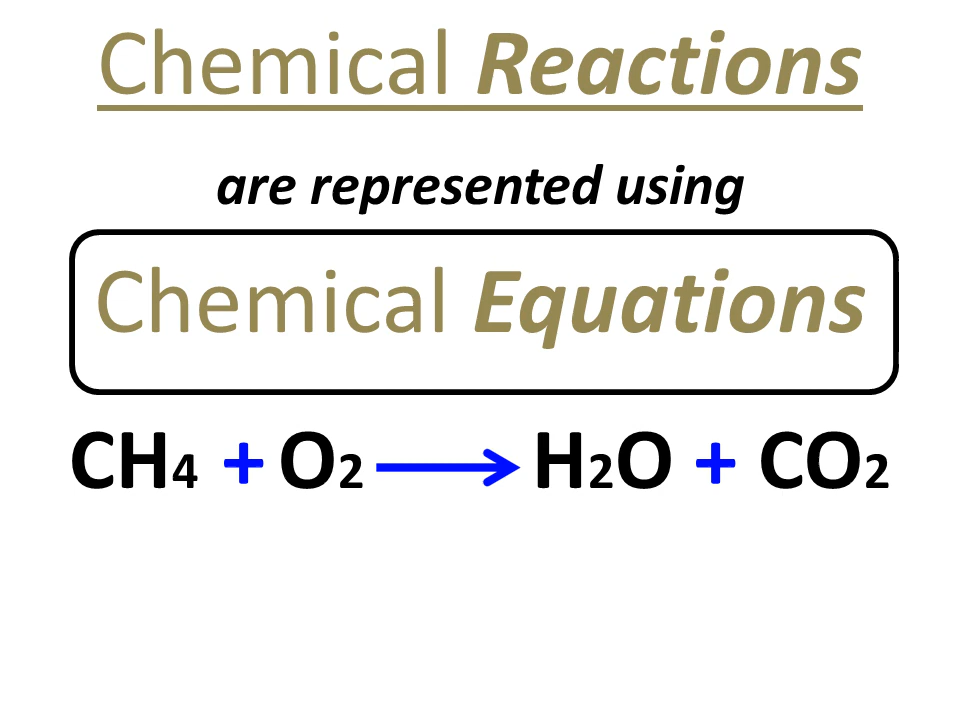 Chemical Reactions
are represented using
Chemical Equations
CH4 + O2 → H2O + CO2